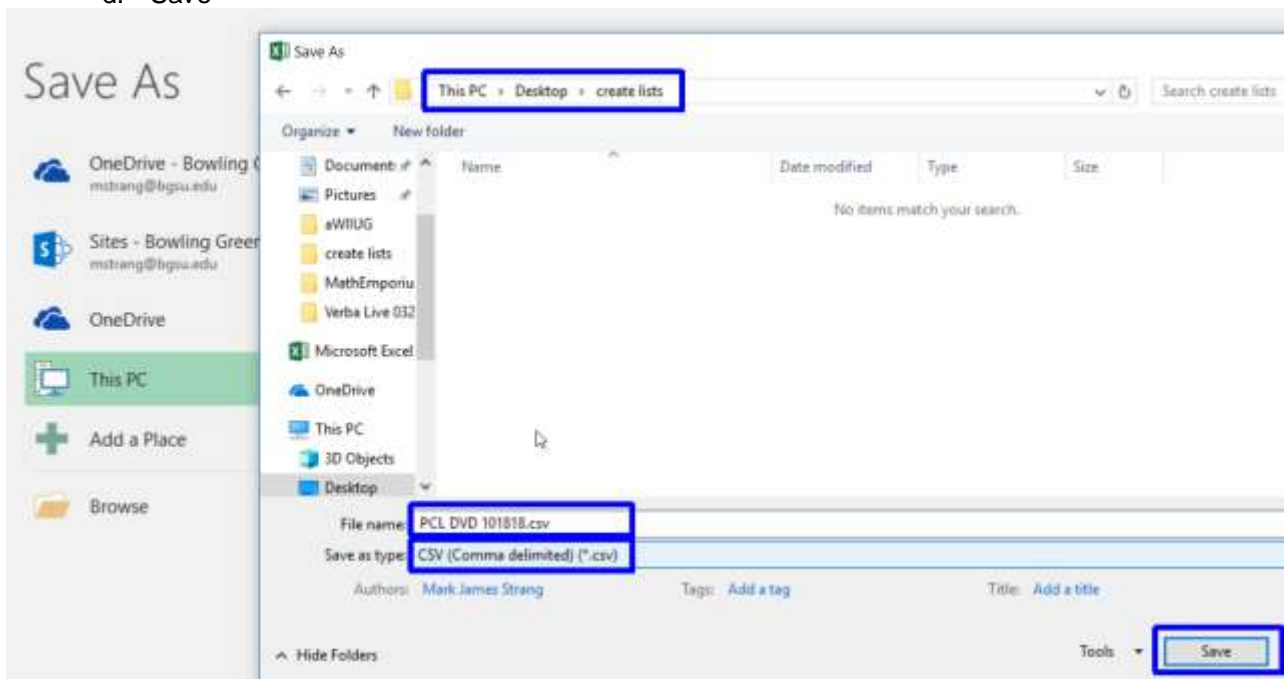 Save
Save As
Save As
This PC › Desktop › create lists
Search create lists
Organize
New folder
OneDrive - Bowling G
mstrang@bgsu.edu
Sites - Bowling Green
mstrang@bgsu.edu
OneDrive
This PC
Add a Place
Browse
Document:
Pictures
create lists
MathEmporiu
Verba Live 032
Microsoft Excel
OneDrive
This PC
3D Objects
Desktop
Name
Date modified
Type
Size
No items match your search.
File name: PCL DVD 101818.csv
Save as type: CSV (Comma delimited) (*.csv)
Authors: Mark James Strang
Tags: Add a tag
Title: Add a title
Hide Folders
Tools
Save